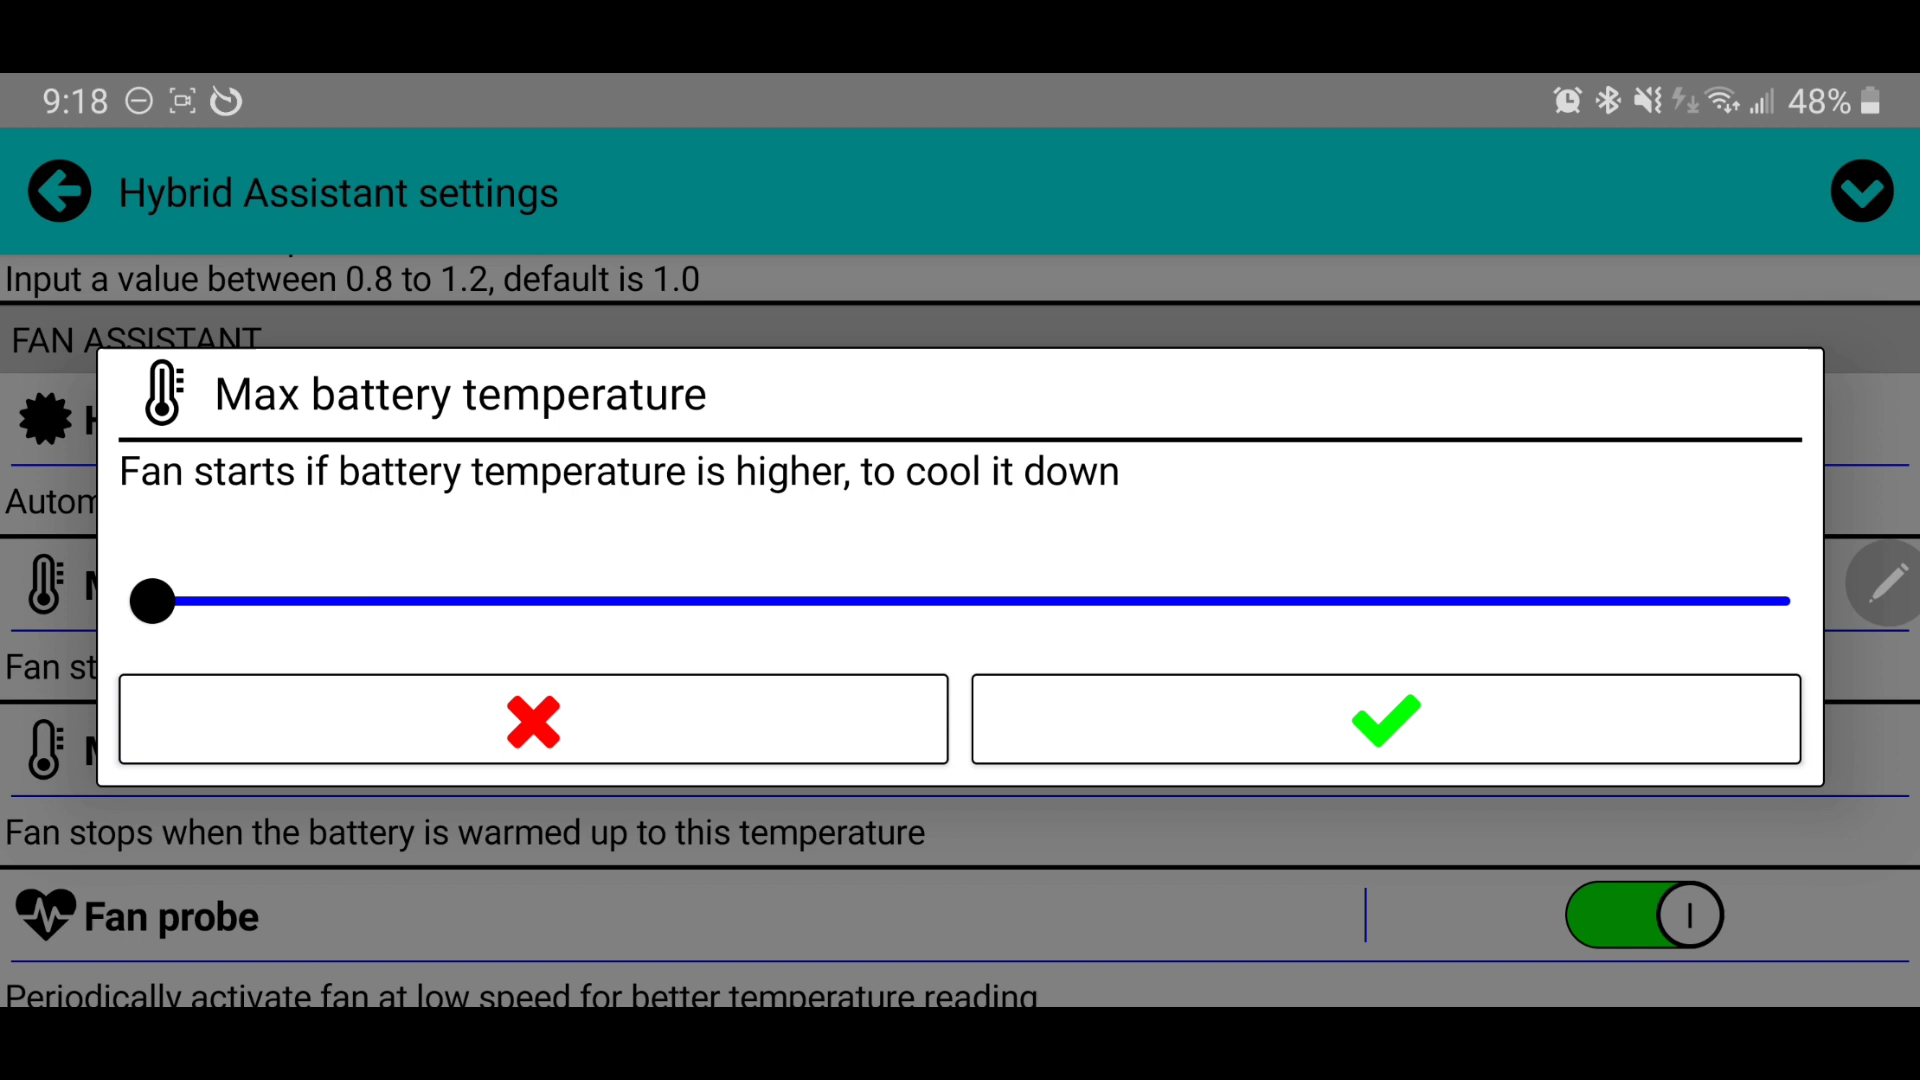 9:18
48%
Hybrid Assistant settings
Input a value between 0.8 to 1.2, default is 1.0
FAN ASSISTANT
Max battery temperature
Fan starts if battery temperature is higher, to cool it down
Autom
Fan st
Fan stops when the battery is warmed up to this temperature
Fan probe
Periodically activate fan at low speed for better temperature reading